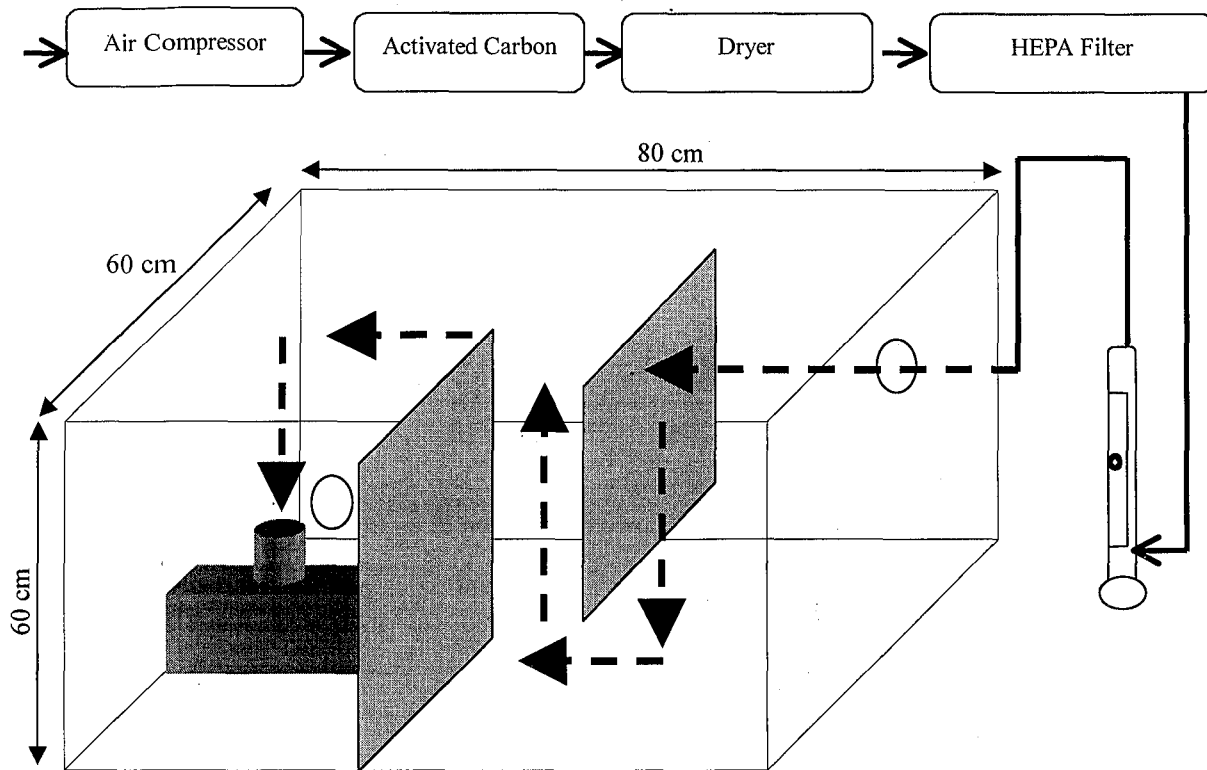 Air Compressor
Activated Carbon
Dryer
HEPA Filter
80 cm
60 cm
60 cm